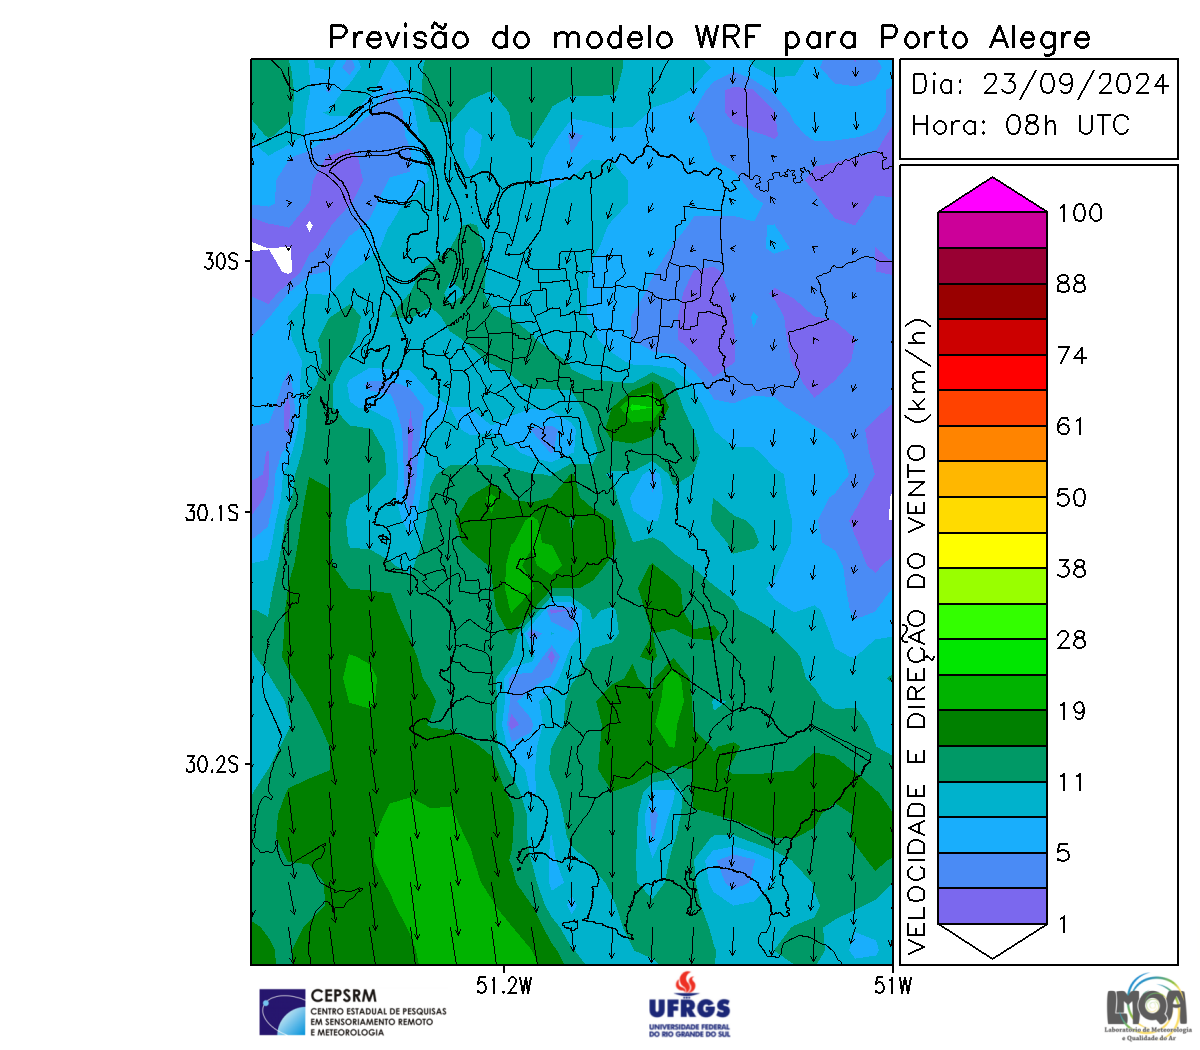 Previsão do modelo WRF para Porto Alegre
Dia: 23/09/2024
Hora: 08h UTC
30S
30.1S
30.2S
51.2W
51W
VELOCIDADE E DIREÇÃO DO VENTO (km/h)
100
88
74
61
50
38
28
19
11
5
1
CEPSRM
CENTRO ESTADUAL DE PESQUISAS
EM SENSORIAMENTO REMOTO
E METEOROLOGIA
UFRGS
UNIVERSIDADE FEDERAL
DO RIO GRANDE DO SUL
LMQA
Laboratório de Meteorologia
e Qualidade do Ar